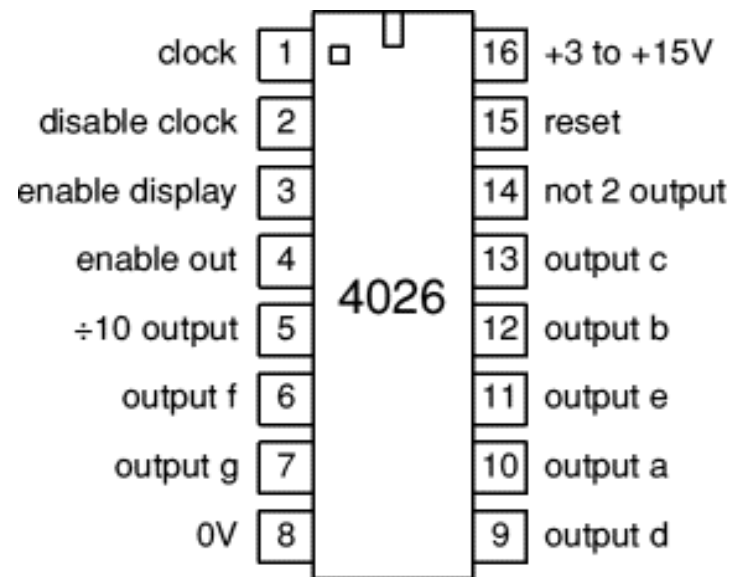 clock 1 16 +3 to +15V
disable clock 2 15 reset
enable display 3 14 not 2 output
enable out 4 13 output c
4026
÷10 output 5 12 output b
output f 6 11 output e
output g 7 10 output a
0V 8 9 output d